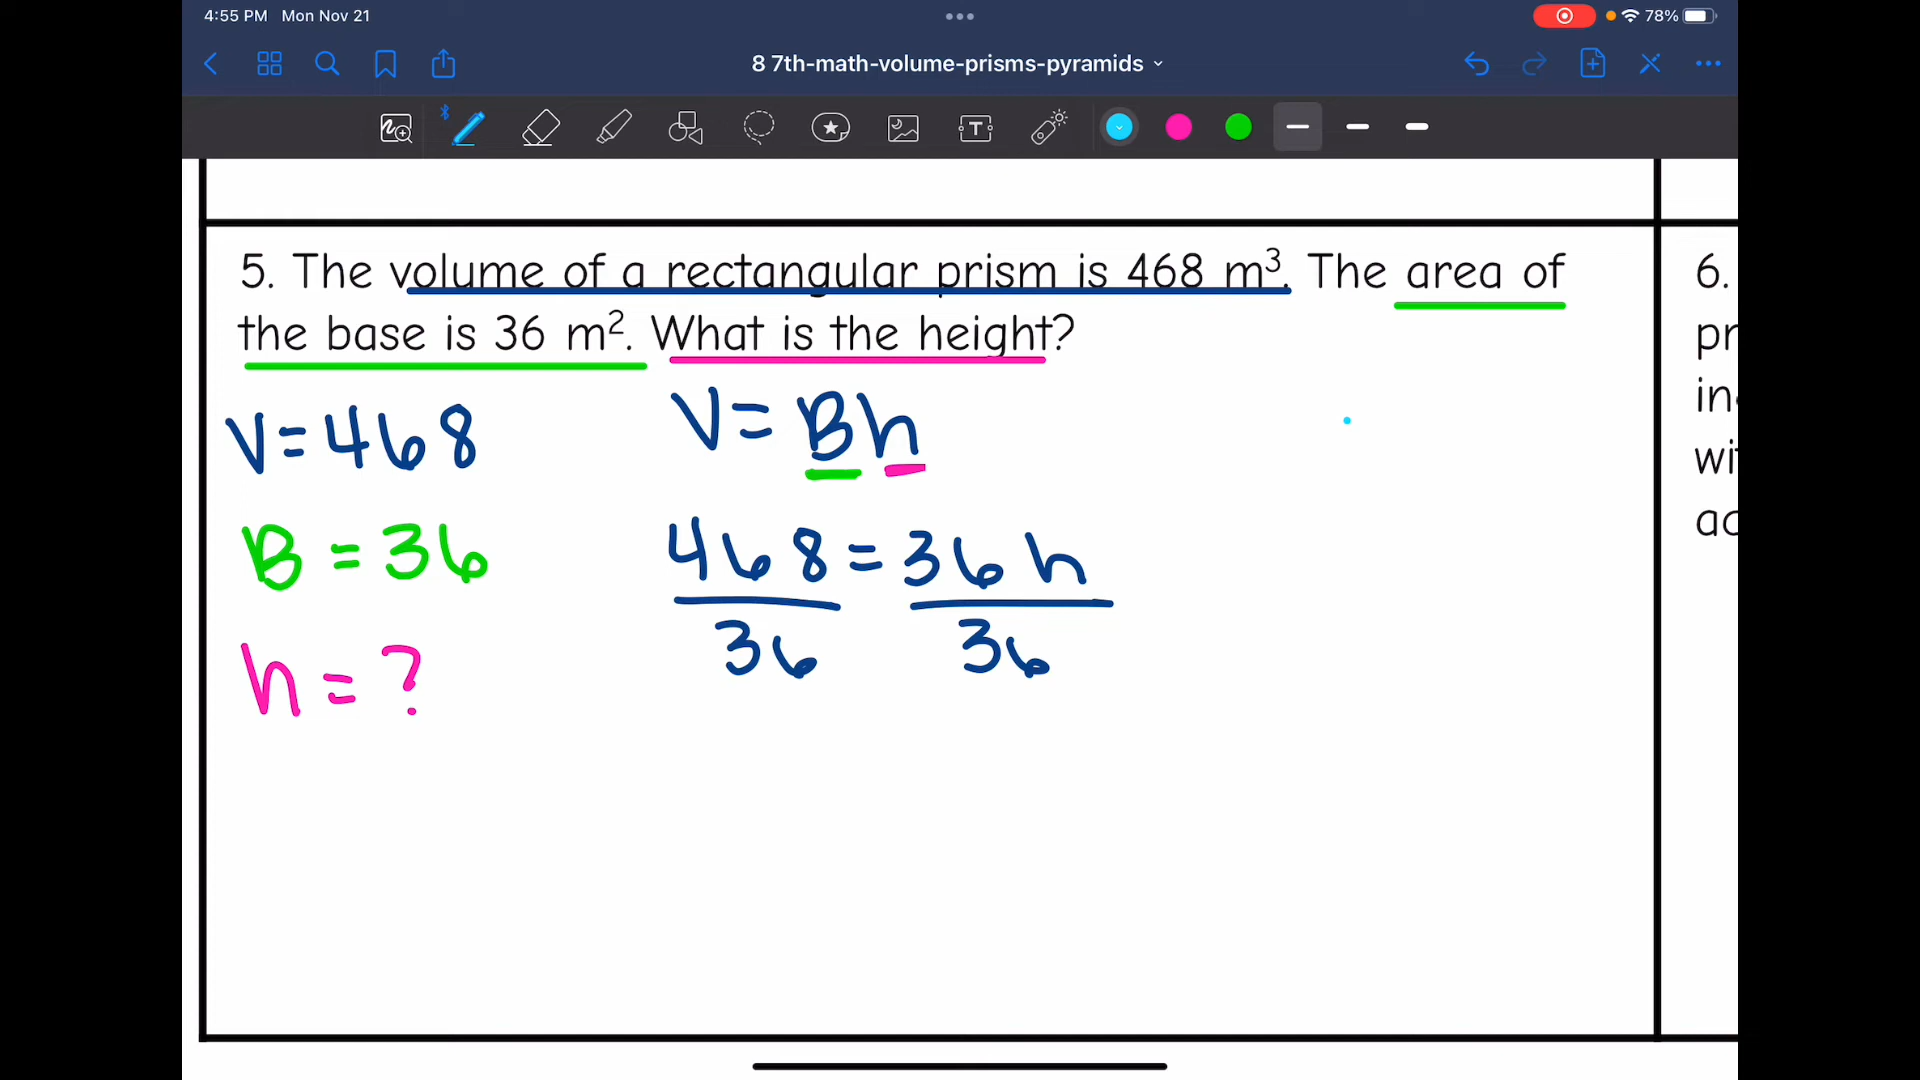 4:55 PM Mon Nov 21
78%
8 7th-math-volume-prisms-pyramids
T
5. The volume of a rectangular prism is 468 m³. The area of
the base is 36 m². What is the height?
V = 468
B = 36
h = ?
V = Bh
468 = 36 h
36 36
6.
pr
in
wi
ac